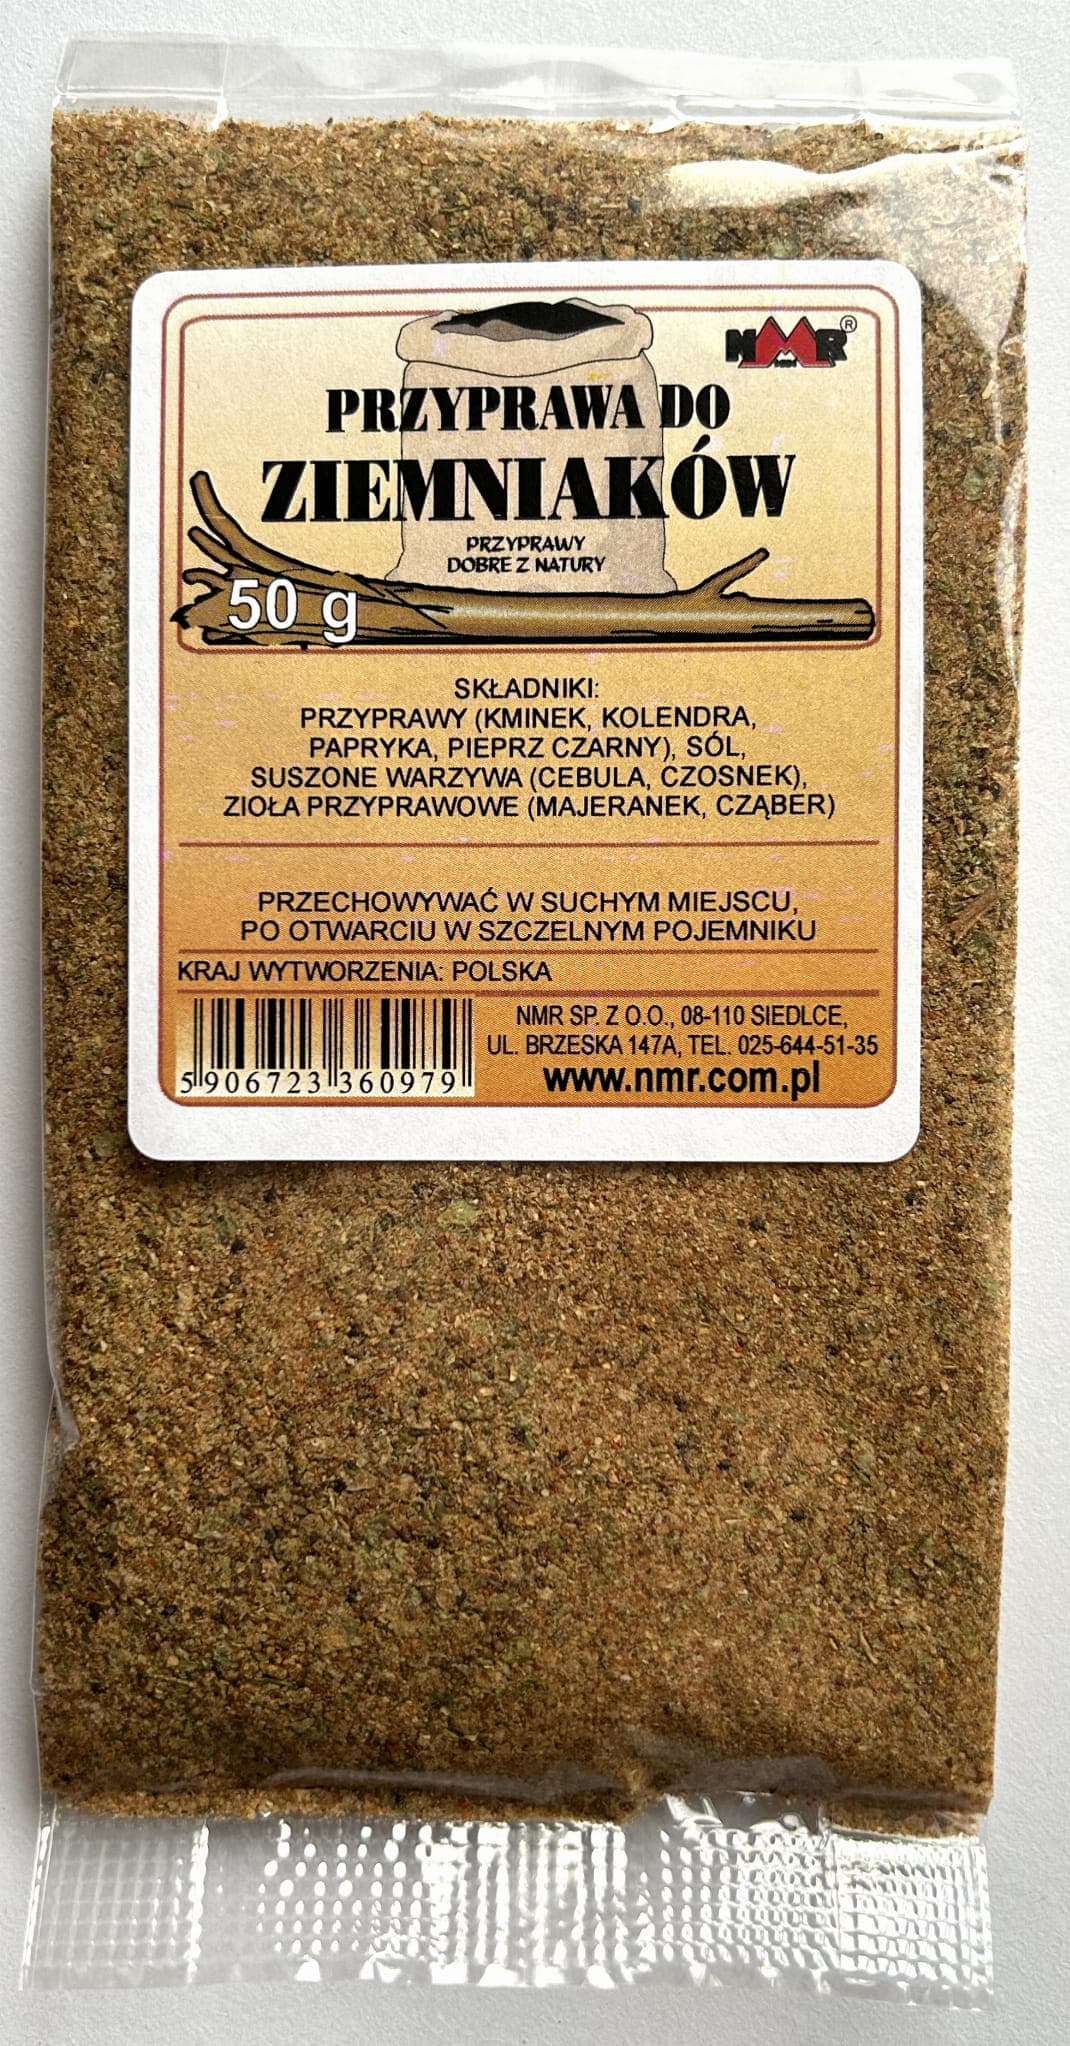 NMR
®
PRZYPRAWA DO
ZIEMNIAKÓW
PRZYPRAWY
DOBRE Z NATURY
50 g
SKŁADNIKI:
PRZYPRAWY (KMINEK, KOLENDRA,
PAPRYKA, PIEPRZ CZARNY), SÓL,
SUSZONE WARZYWA (CEBULA, CZOSNEK),
ZIOŁA PRZYPRAWOWE (MAJERANEK, CZĄBER)
PRZECHOWYWAĆ W SUCHYM MIEJSCU,
PO OTWARCIU W SZCZELNYM POJEMNIKU
KRAJ WYTWORZENIA: POLSKA
NMR SP. Z O.O., 08-110 SIEDLCE,
UL. BRZESKA 147A, TEL. 025-644-51-35
www.nmr.com.pl
5 906723 360979